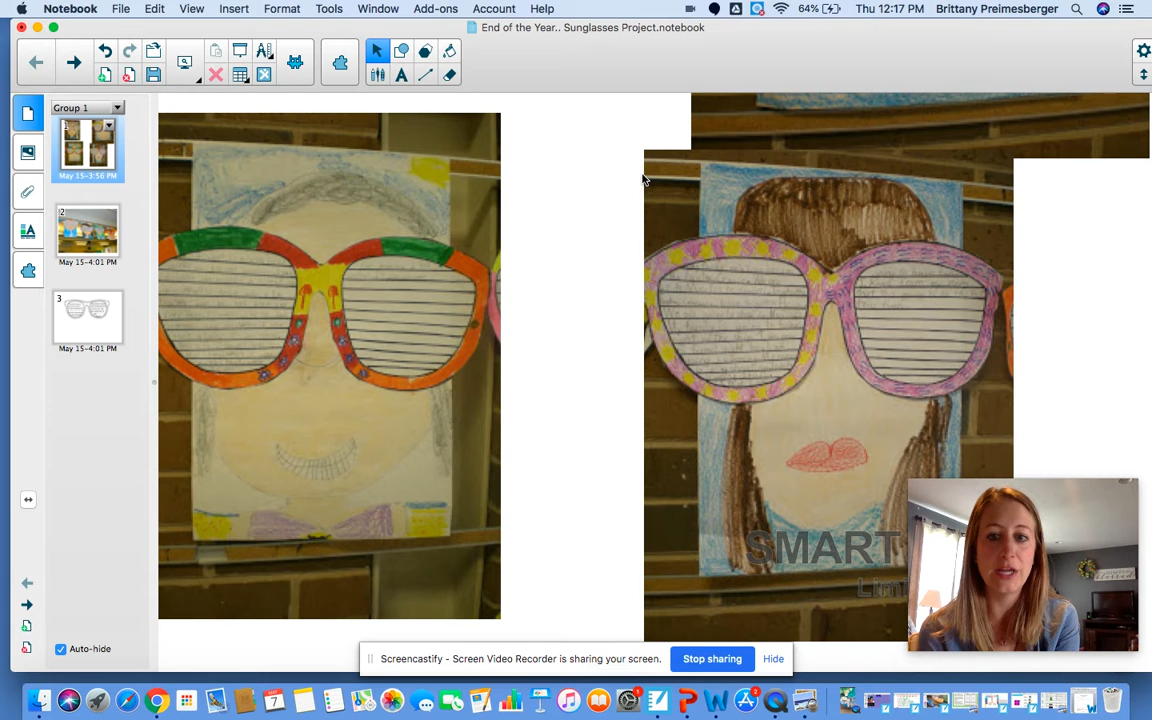 Notebook File Edit View Insert Format Tools Window Add-ons Account Help 64% Thu 12:17 PM Brittany Preimesberger
End of the Year.. Sunglasses Project.notebook
Group 1
1
May 15-3:56 PM
2
May 15-4:01 PM
3
May 15-4:01 PM
Auto-hide
SMART
Screencastify - Screen Video Recorder is sharing your screen. Stop sharing Hide